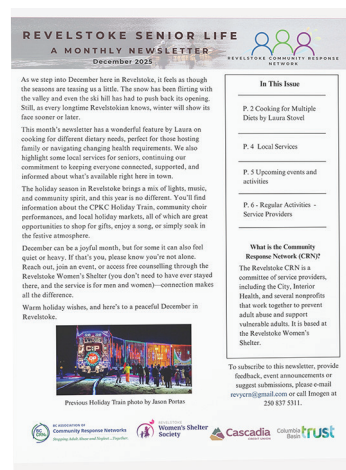 REVELSTOKE SENIOR LIFE
A MONTHLY NEWSLETTER
December 2025
REVELSTOKE COMMUNITY RESPONSE
NETWORK
As we step into December here in Revelstoke, it feels as though
the seasons are teasing us a little. The snow has been flirting with
the valley and even the ski hill has had to push back its opening.
Still, as every longtime Revelstokian knows, winter will show its
face sooner or later.
This month's newsletter has a wonderful feature by Laura on
cooking for different dietary needs, perfect for those hosting
family or navigating changing health requirements. We also
highlight some local services for seniors, continuing our
commitment to keeping everyone connected, supported, and
informed about what's available right here in town.
The holiday season in Revelstoke brings a mix of lights, music,
and community spirit, and this year is no different. You'll find
information about the CPKC Holiday Train, community choir
performances, and local holiday markets, all of which are great
opportunities to shop for gifts, enjoy a song, or simply soak in
the festive atmosphere.
December can be a joyful month, but for some it can also feel
quiet or heavy. If that's you, please know you're not alone.
Reach out, join an event, or access free counselling through the
Revelstoke Women's Shelter (you don't need to have ever stayed
there, and the service is for men and women)—connection makes
all the difference.
Warm holiday wishes, and here's to a peaceful December in
Revelstoke.
CP
Previous Holiday Train photo by Jason Portas
In This Issue
P. 2 Cooking for Multiple
Diets by Laura Stovel
P. 4 Local Services
P. 5 Upcoming events and
activities
P. 6 - Regular Activities -
Service Providers
What is the Community
Response Network (CRN)?
The Revelstoke CRN is a
committee of service providers,
including the City, Interior
Health, and several nonprofits
that work together to prevent
adult abuse and support
vulnerable adults. It is based at
the Revelstoke Women's
Shelter.
To subscribe to this newsletter, provide
feedback, event announcements or
suggest submissions, please e-mail
revycrn@gmail.com or call Imogen at
250 837 5311.
BC ASSOCIATION OF
Community Response Networks
Stopping Adult Abuse and Neglect...Together.
REVELSTOKE
Women's Shelter
Society
Cascadia
CREDIT UNION
Columbia
Basin trust